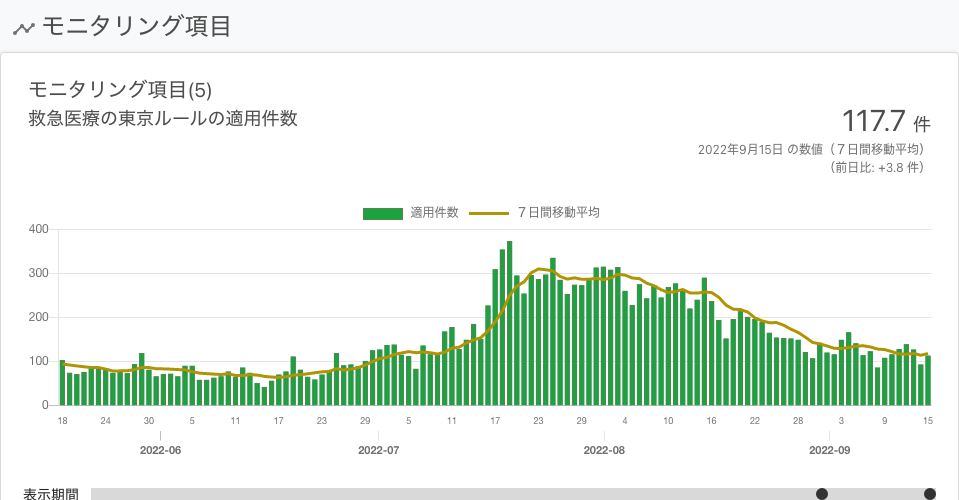 モニタリング項目
モニタリング項目(5)
救急医療の東京ルールの適用件数
117.7 件
2022年9月15日 の数値（７日間移動平均）
（前日比: +3.8 件）
適用件数 ７日間移動平均
400
300
200
100
0
18 24 30 5 11 17 23 29 5 11 17 23 29 4 10 16 22 28 3 9 15
2022-06 2022-07 2022-08 2022-09
表示期間